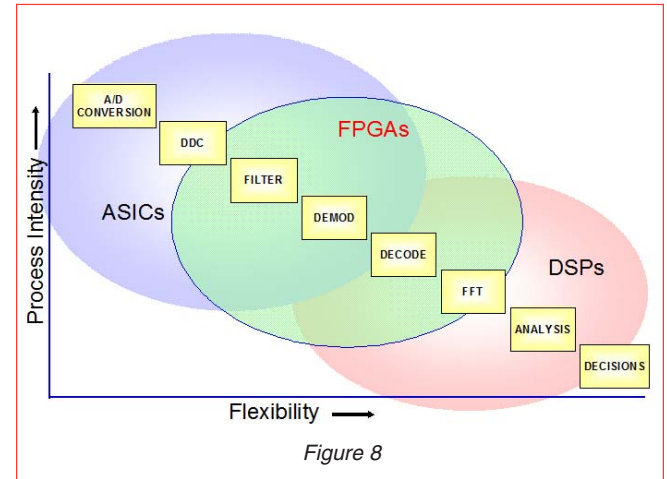 A/D
CONVERSION
DDC
FPGAs
FILTER
ASICs
DEMOD
DECODE
DSPs
FFT
ANALYSIS
DECISIONS
Process Intensity
Flexibility
Figure 8